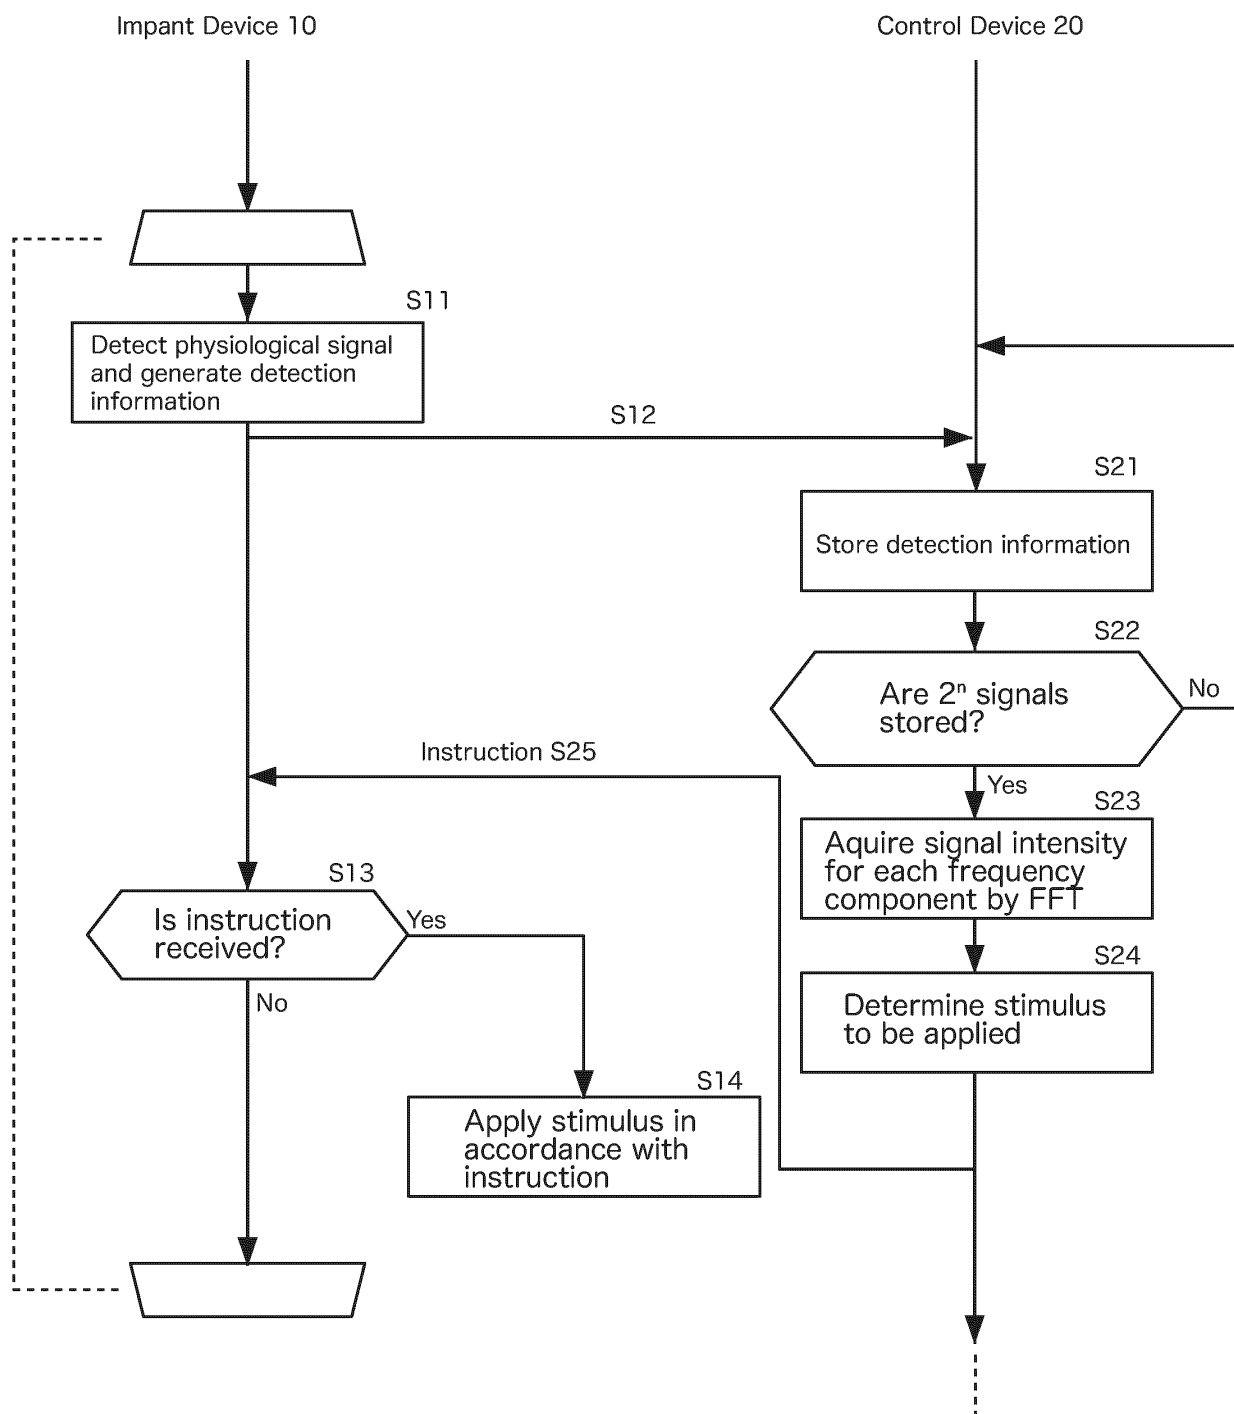 Impant Device 10
Control Device 20
S11
Detect physiological signal
and generate detection
information
S12
S21
Store detection information
S22
Are 2ⁿ signals
stored?
No
Instruction S25
Yes
S23
Aquire signal intensity
for each frequency
component by FFT
S13
Is instruction
received?
Yes
No
S24
Determine stimulus
to be applied
S14
Apply stimulus in
accordance with
instruction